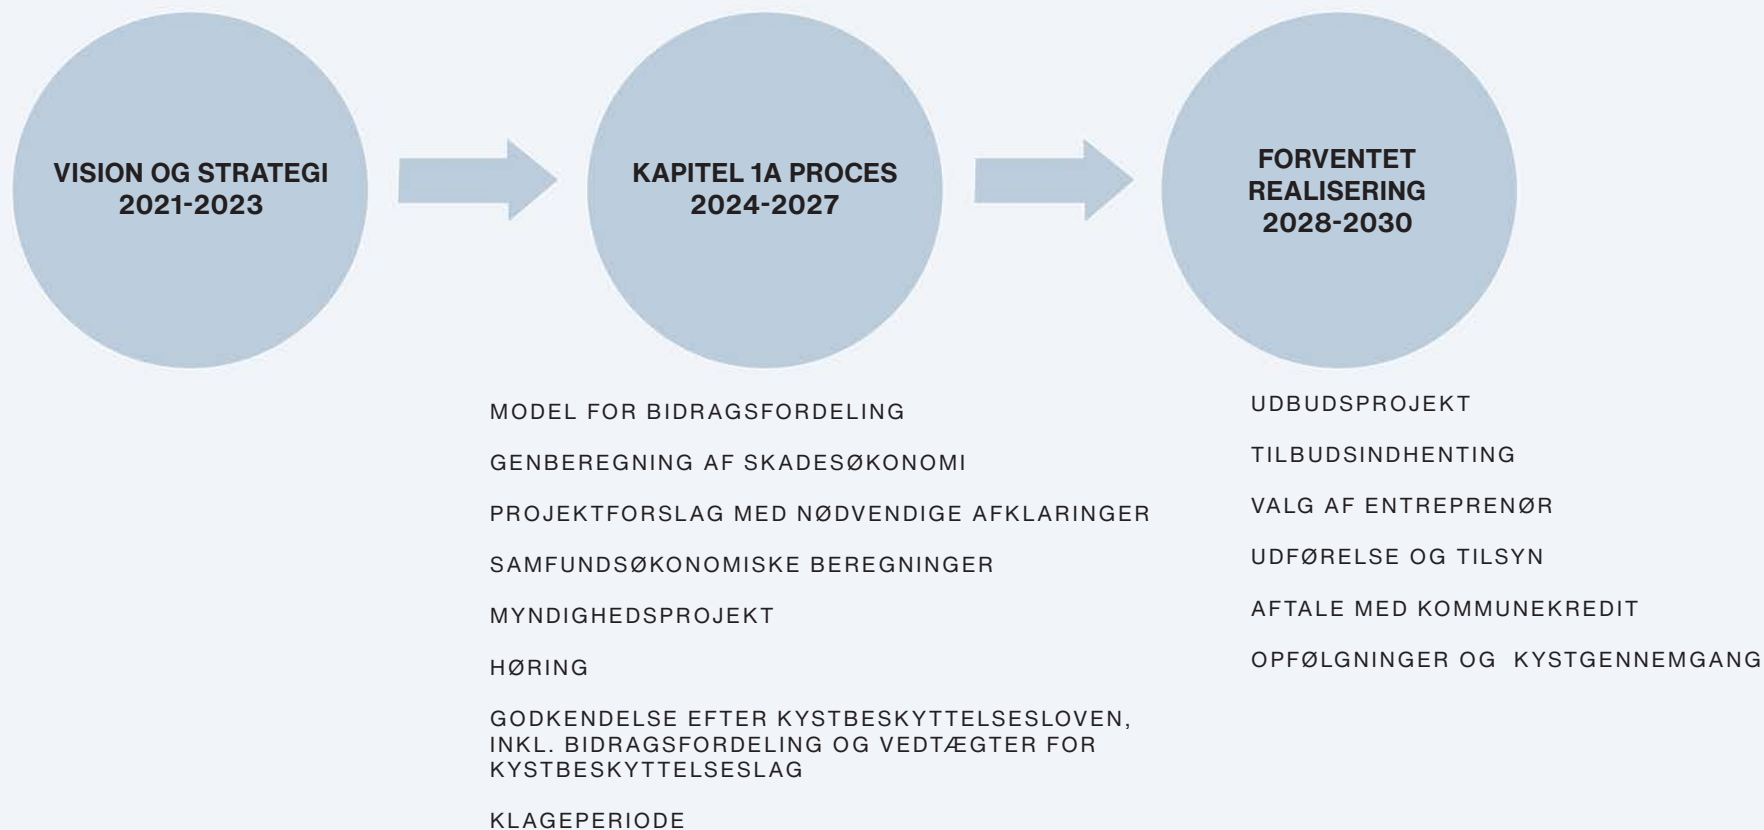 VISION OG STRATEGI
2021-2023
KAPITEL 1A PROCES
2024-2027
FORVENTET
REALISERING
2028-2030
MODEL FOR BIDRAGSFORDELING
GENBEREGNING AF SKADESØKONOMI
PROJEKTFORSLAG MED NØDVENDIGE AFKLARINGER
SAMFUNDSØKONOMISKE BEREGNINGER
MYNDIGHEDSPROJEKT
HØRING
GODKENDELSE EFTER KYSTBESKYTTELSESLOVEN,
INKL. BIDRAGSFORDELING OG VEDTÆGTER FOR
KYSTBESKYTTELSESLAG
KLAGEPERIODE
UDBUDSPROJEKT
TILBUDSINDHENTING
VALG AF ENTREPRENØR
UDFØRELSE OG TILSYN
AFTALE MED KOMMUNEKREDIT
OPFØLGNINGER OG KYSTGENNEMGANG